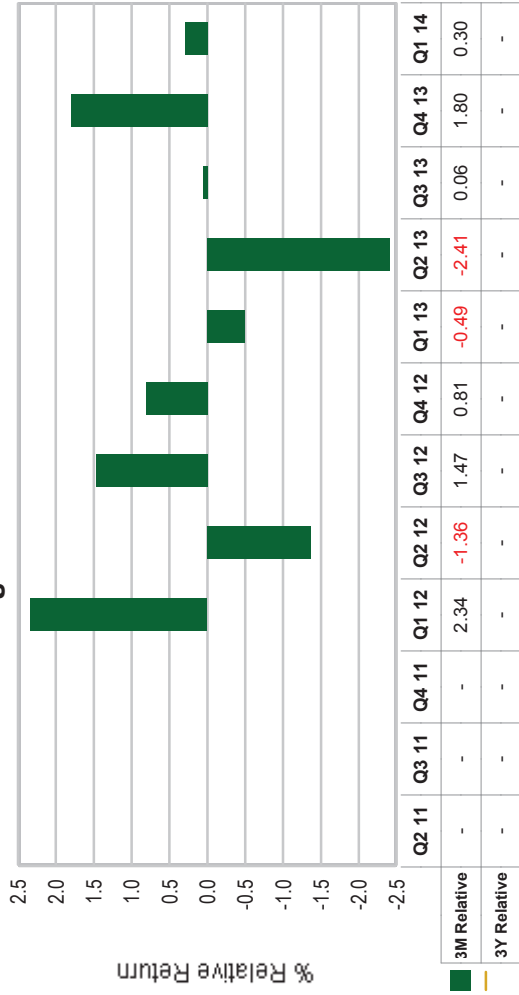 % Relative Return
2.5
2.0
1.5
1.0
0.5
0.0
-0.5
-1.0
-1.5
-2.0
-2.5
Q2 11 Q3 11 Q4 11 Q1 12 Q2 12 Q3 12 Q4 12 Q1 13 Q2 13 Q3 13 Q4 13 Q1 14
3M Relative - - - 2.34 -1.36 1.47 0.81 -0.49 -2.41 0.06 1.80 0.30
3Y Relative - - - - - - - - - - - -